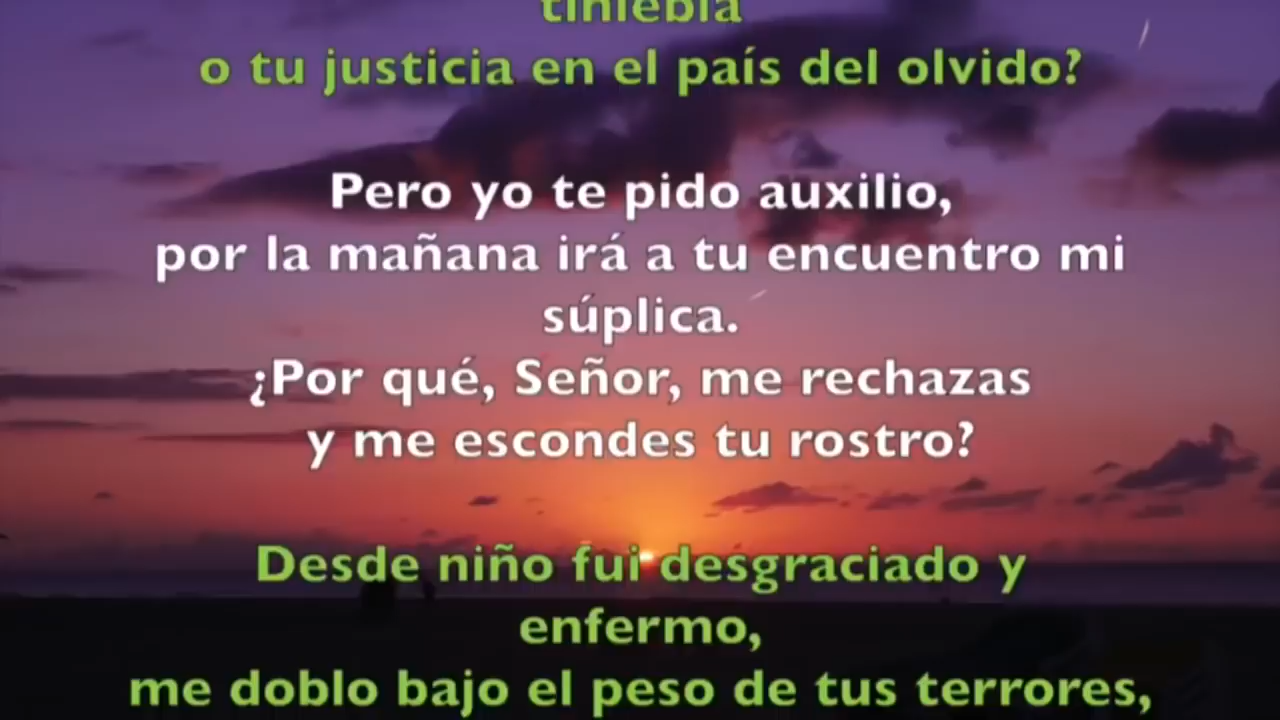 tiniebla
o tu justicia en el país del olvido?
Pero yo te pido auxilio,
por la mañana irá a tu encuentro mi
súplica.
¿Por qué, Señor, me rechazas
y me escondes tu rostro?
Desde niño fui desgraciado y
enfermo,
me doblo bajo el peso de tus terrores,